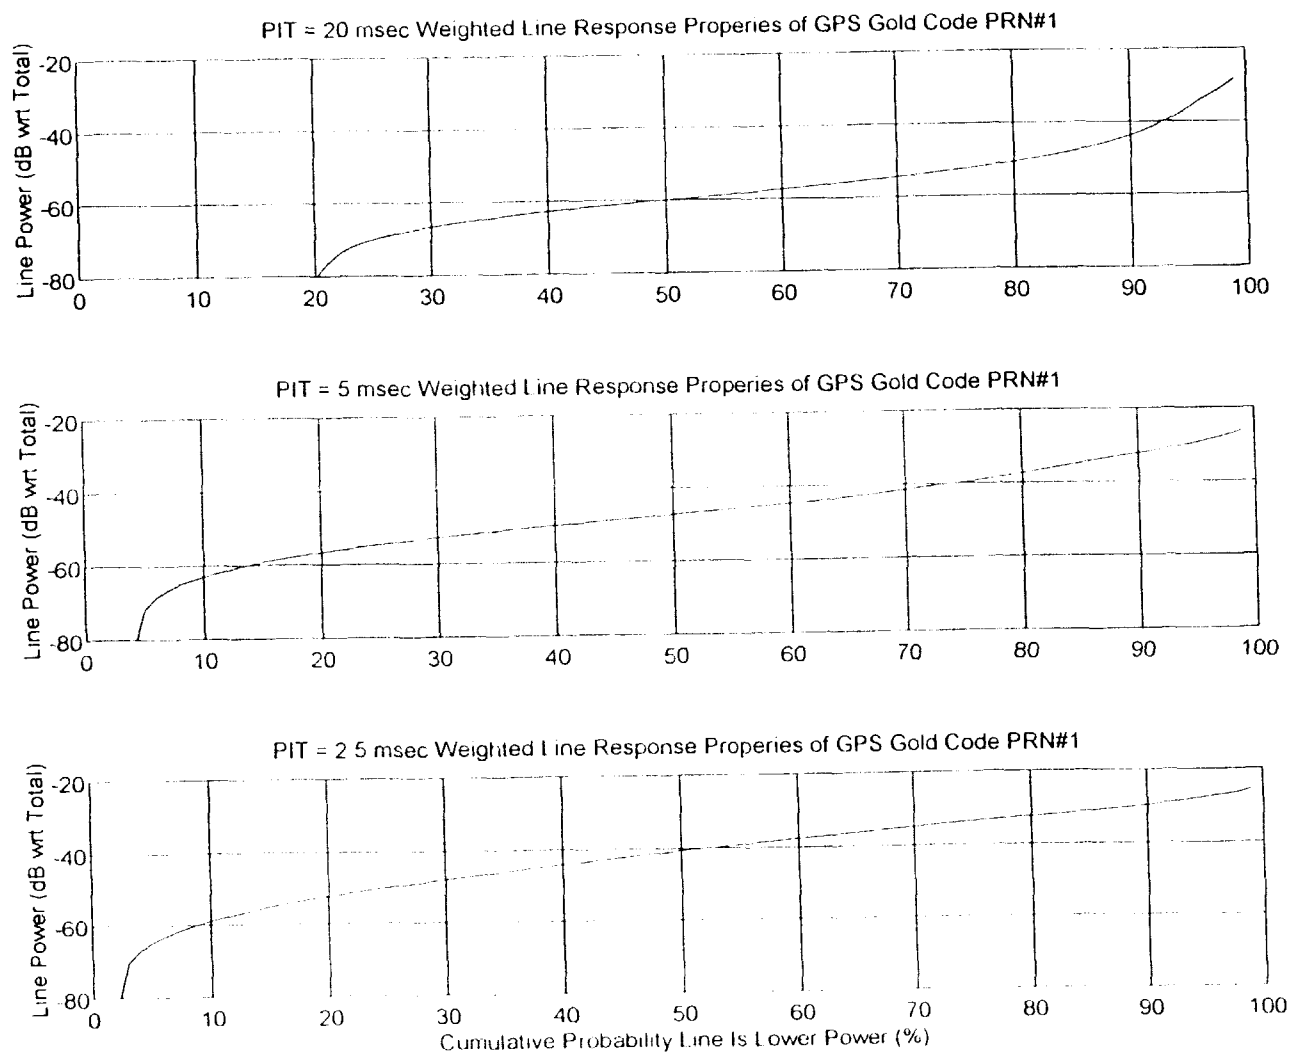 PIT = 20 msec Weighted Line Response Properies of GPS Gold Code PRN#1
Line Power (dB wrt Total)
-20
-40
-60
-80
0 10 20 30 40 50 60 70 80 90 100
PIT = 5 msec Weighted Line Response Properies of GPS Gold Code PRN#1
Line Power (dB wrt Total)
-20
-40
-60
-80
0 10 20 30 40 50 60 70 80 90 100
PIT = 2 5 msec Weighted Line Response Properies of GPS Gold Code PRN#1
Line Power (dB wrt Total)
-20
-40
-60
-80
0 10 20 30 40 50 60 70 80 90 100
Cumulative Probability Line Is Lower Power (%)